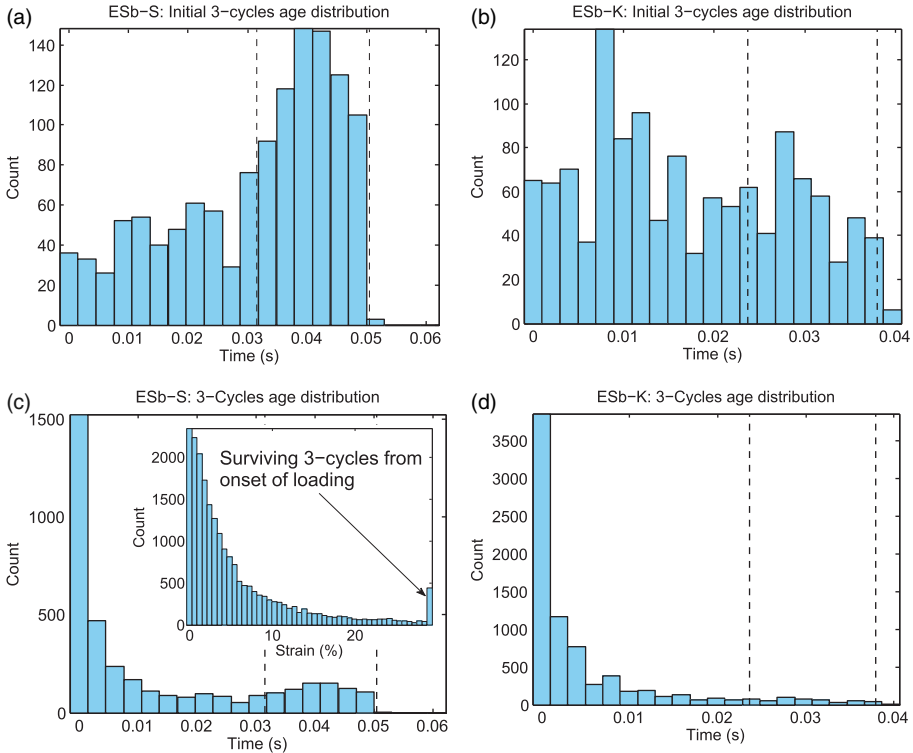 (a)
ESb−S: Initial 3−cycles age distribution
140
120
100
80
60
40
20
0
Count
0 0.01 0.02 0.03 0.04 0.05 0.06
Time (s)
(b)
ESb−K: Initial 3−cycles age distribution
120
100
80
60
40
20
0
Count
0 0.01 0.02 0.03 0.04
Time (s)
(c)
ESb−S: 3−Cycles age distribution
1500
1000
500
0
Count
0 0.01 0.02 0.03 0.04 0.05 0.06
Time (s)
2000
1500
1000
500
0
Count
0 10 20
Strain (%)
Surviving 3−cycles from
onset of loading
(d)
ESb−K: 3−Cycles age distribution
3500
3000
2500
2000
1500
1000
500
0
Count
0 0.01 0.02 0.03 0.04
Time (s)